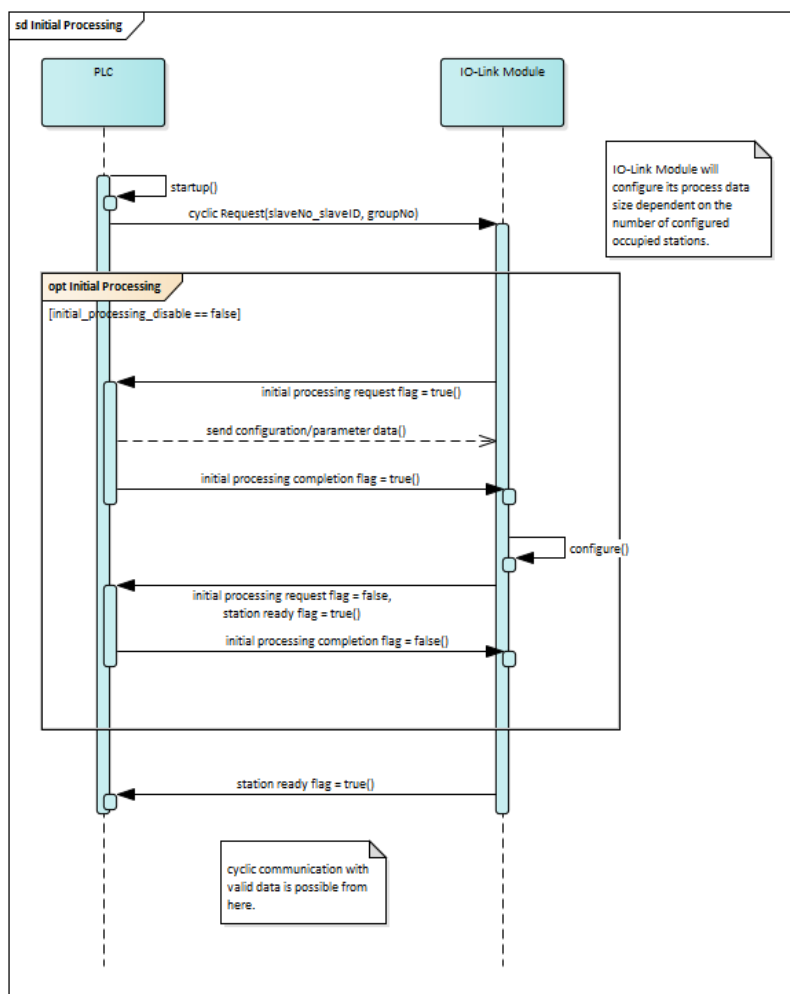 sd Initial Processing
PLC
IO-Link Module
IO-Link Module will
configure its process data
size dependent on the
number of configured
occupied stations.
startup()
cyclic Request(slaveNo_slaveID, groupNo)
opt Initial Processing
[initial_processing_disable == false]
initial processing request flag = true()
send configuration/parameter data()
initial processing completion flag = true()
configure()
initial processing request flag = false,
station ready flag = true()
initial processing completion flag = false()
station ready flag = true()
cyclic communication with
valid data is possible from
here.